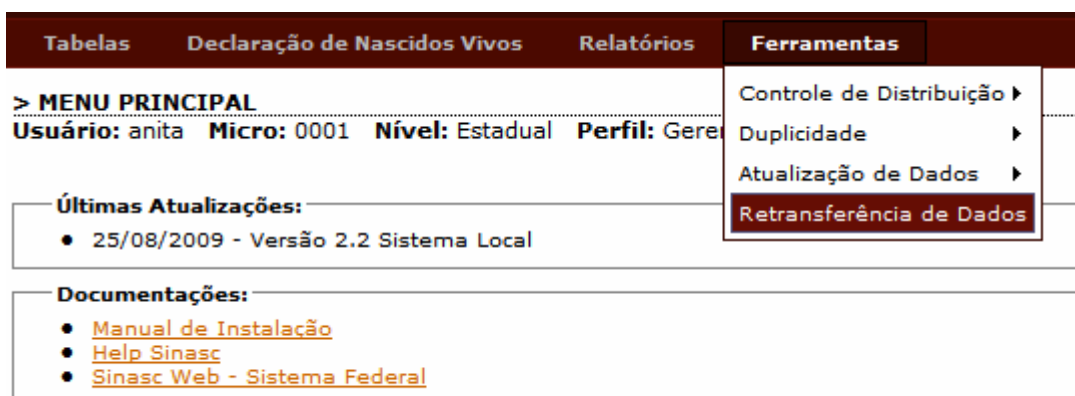 Tabelas Declaração de Nascidos Vivos Relatórios Ferramentas
> MENU PRINCIPAL
Usuário: anita Micro: 0001 Nível: Estadual Perfil:
Controle de Distribuição
Duplicidade
Atualização de Dados
Retransferência de Dados
Últimas Atualizações:
25/08/2009 - Versão 2.2 Sistema Local
Documentações:
Manual de Instalação
Help Sinasc
Sinasc Web - Sistema Federal